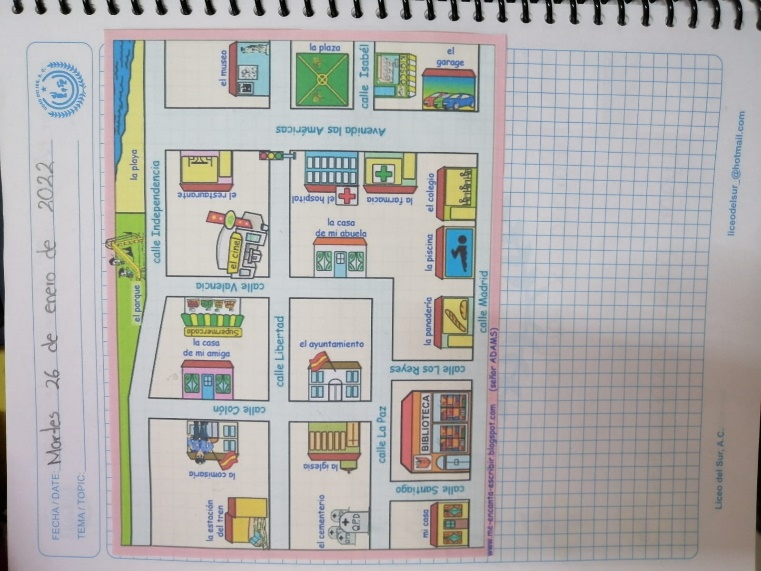 FECHA / DATE: Martes 26 de enero de 2022
TEMA / TOPIC:
la playa
el parque
calle Independencia
el museo
la plaza
calle Isabél
el garage
Avenida las Américas
el restaurante
el hospital
la farmacia
el colegio
el cine
la casa
de mi abuela
la piscina
calle Valencia
calle Libertad
Supermercado
la casa
de mi amiga
el ayuntamiento
la panadería
calle Madrid
calle Colón
calle Los Reyes
calle La Paz
la comisaría
la iglesia
BIBLIOTECA
calle Santiago
la estación
del tren
el cementerio
QPD
mi casa
www.me-encanta-escribir.blogspot.com (señor ADAMS)
Liceo del Sur, A.C.
liceodelsur_@hotmail.com